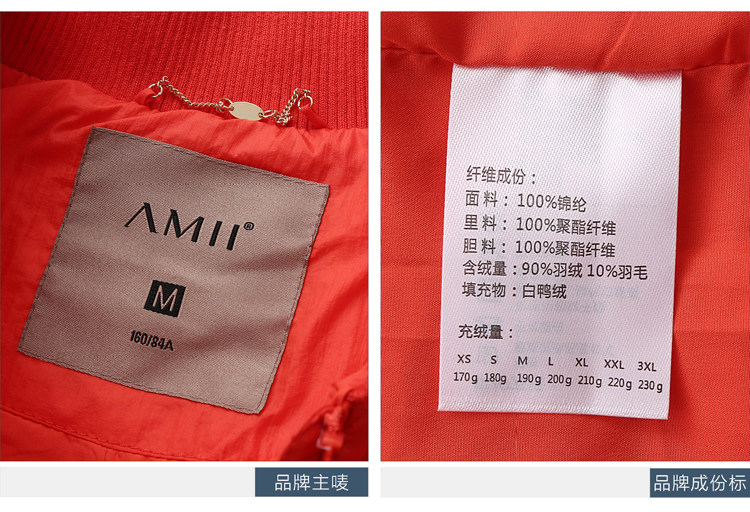 AMII®
M
160/84A
品牌主唛
纤维成份：
面料：100%锦纶
里料：100%聚酯纤维
胆料：100%聚酯纤维
含绒量：90%羽绒 10%羽毛
填充物：白鸭绒
充绒量：
XS S M L XL XXL 3XL
170g 180g 190g 200g 210g 220g 230g
品牌成份标